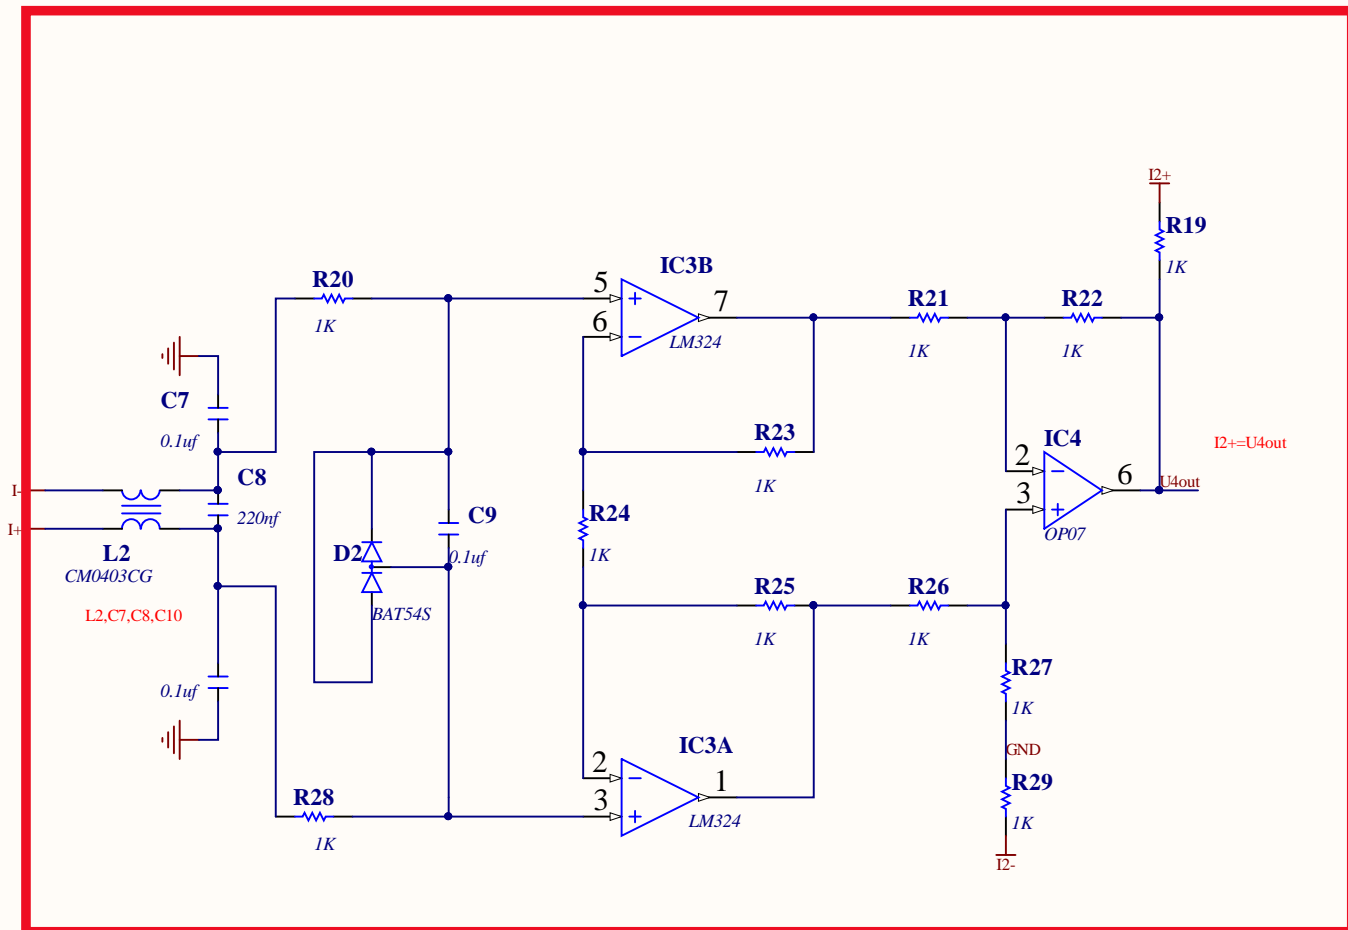 I2+
R19
1K
IC3B
R20
5
7
R21
R22
1K
6
LM324
1K
1K
C7
0.1uf
R23
IC4
I2+=U4out
C8
2
6
U4out
I-
1K
220nf
R24
3
C9
I+
OP07
L2
D2
0.1uf
1K
CM0403CG
R25
R26
L2,C7,C8,C10
BAT54S
1K
1K
R27
0.1uf
1K
IC3A
GND
2
1
R29
R28
3
LM324
1K
1K
I2-